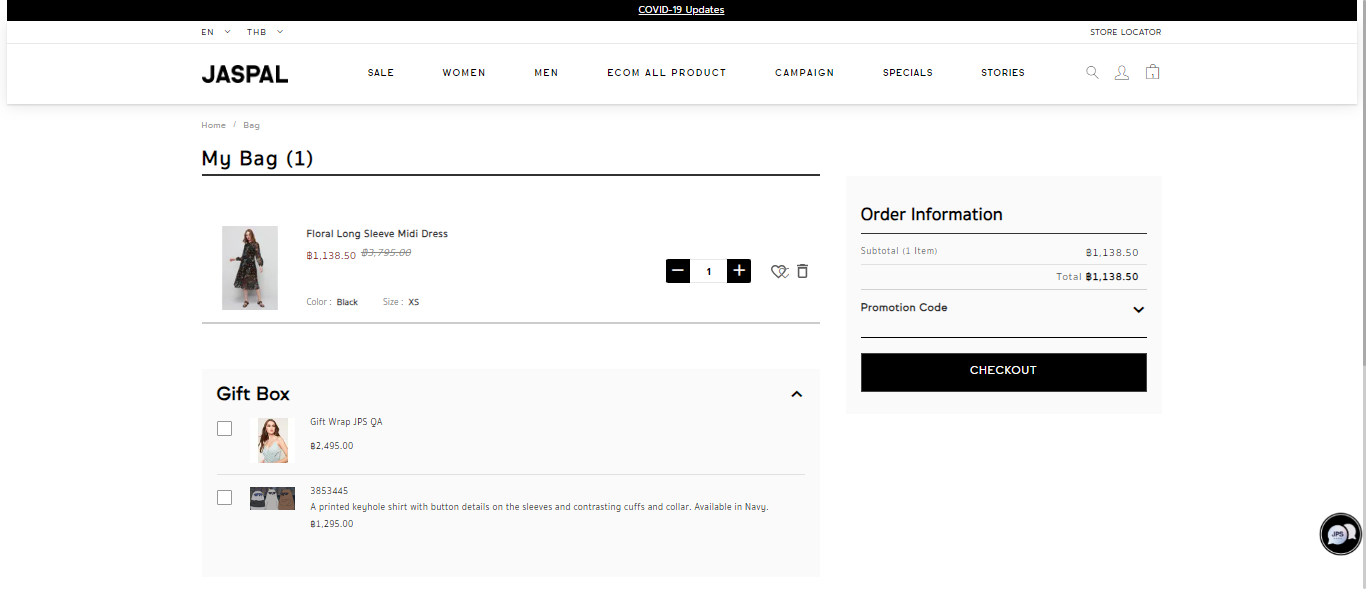 COVID-19 Updates
EN THB STORE LOCATOR
JASPAL SALE WOMEN MEN ECOM ALL PRODUCT CAMPAIGN SPECIALS STORIES 1
Home / Bag
My Bag (1)
Floral Long Sleeve Midi Dress
฿1,138.50 ฿3,795.00
− 1 +
Color : Black Size : XS
Order Information
Subtotal (1 Item) ฿1,138.50
Total ฿1,138.50
Promotion Code
CHECKOUT
Gift Box
Gift Wrap JPS QA
฿2,495.00
3853445
A printed keyhole shirt with button details on the sleeves and contrasting cuffs and collar. Available in Navy.
฿1,295.00
JPS